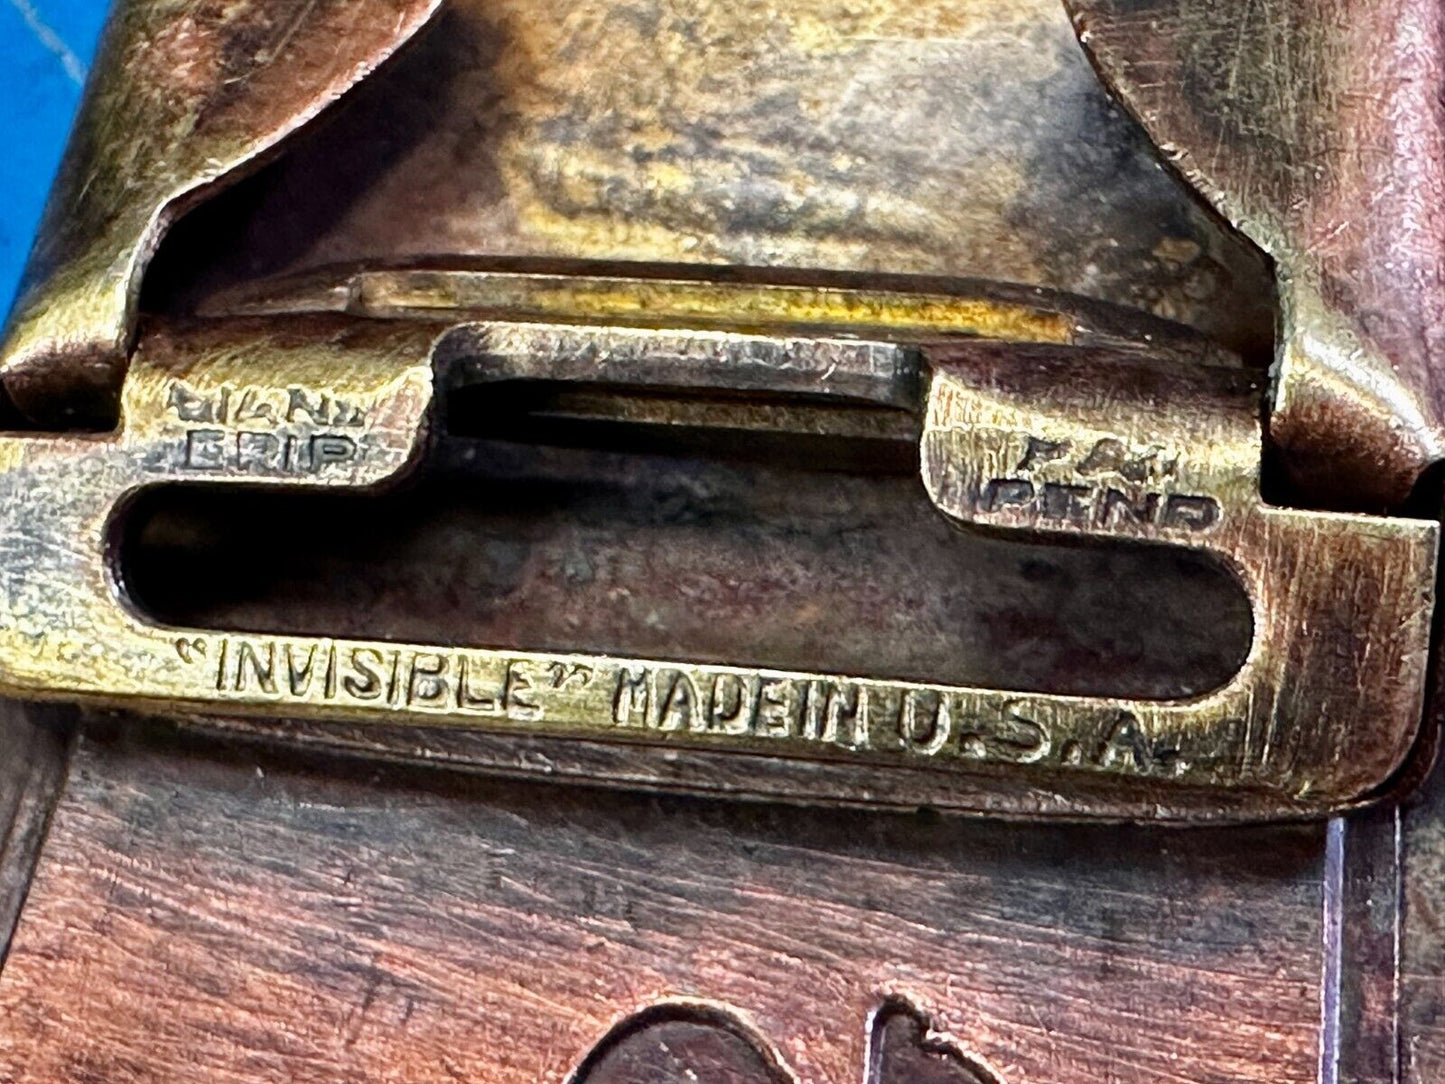 GRIP
PEND
"INVISIBLE" MADE IN U.S.A.